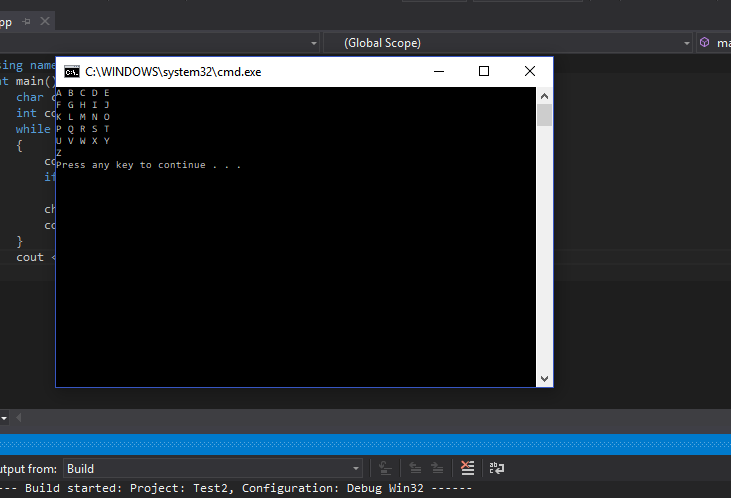 pp
(Global Scope)
ma
sing name
nt main()
char c
int co
while
{
co
if
ch
co
}
cout <
C:\WINDOWS\system32\cmd.exe
A B C D E
F G H I J
K L M N O
P Q R S T
U V W X Y
Z
Press any key to continue . . .
utput from: Build
--- Build started: Project: Test2, Configuration: Debug Win32 ------